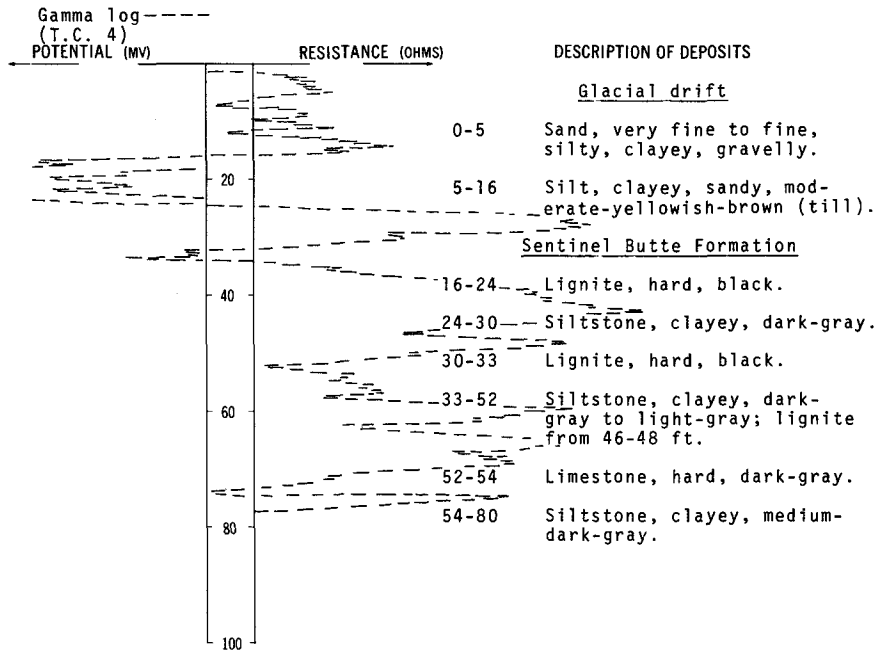 Gamma log----
(T.C. 4)
POTENTIAL (MV)
RESISTANCE (OHMS)
DESCRIPTION OF DEPOSITS
Glacial drift
0-5 Sand, very fine to fine,
silty, clayey, gravelly.
5-16 Silt, clayey, sandy, mod-
erate-yellowish-brown (till).
Sentinel Butte Formation
16-24 Lignite, hard, black.
24-30 Siltstone, clayey, dark-gray.
30-33 Lignite, hard, black.
33-52 Siltstone, clayey, dark-
gray to light-gray; lignite
from 46-48 ft.
52-54 Limestone, hard, dark-gray.
54-80 Siltstone, clayey, medium-
dark-gray.
20
40
60
80
100